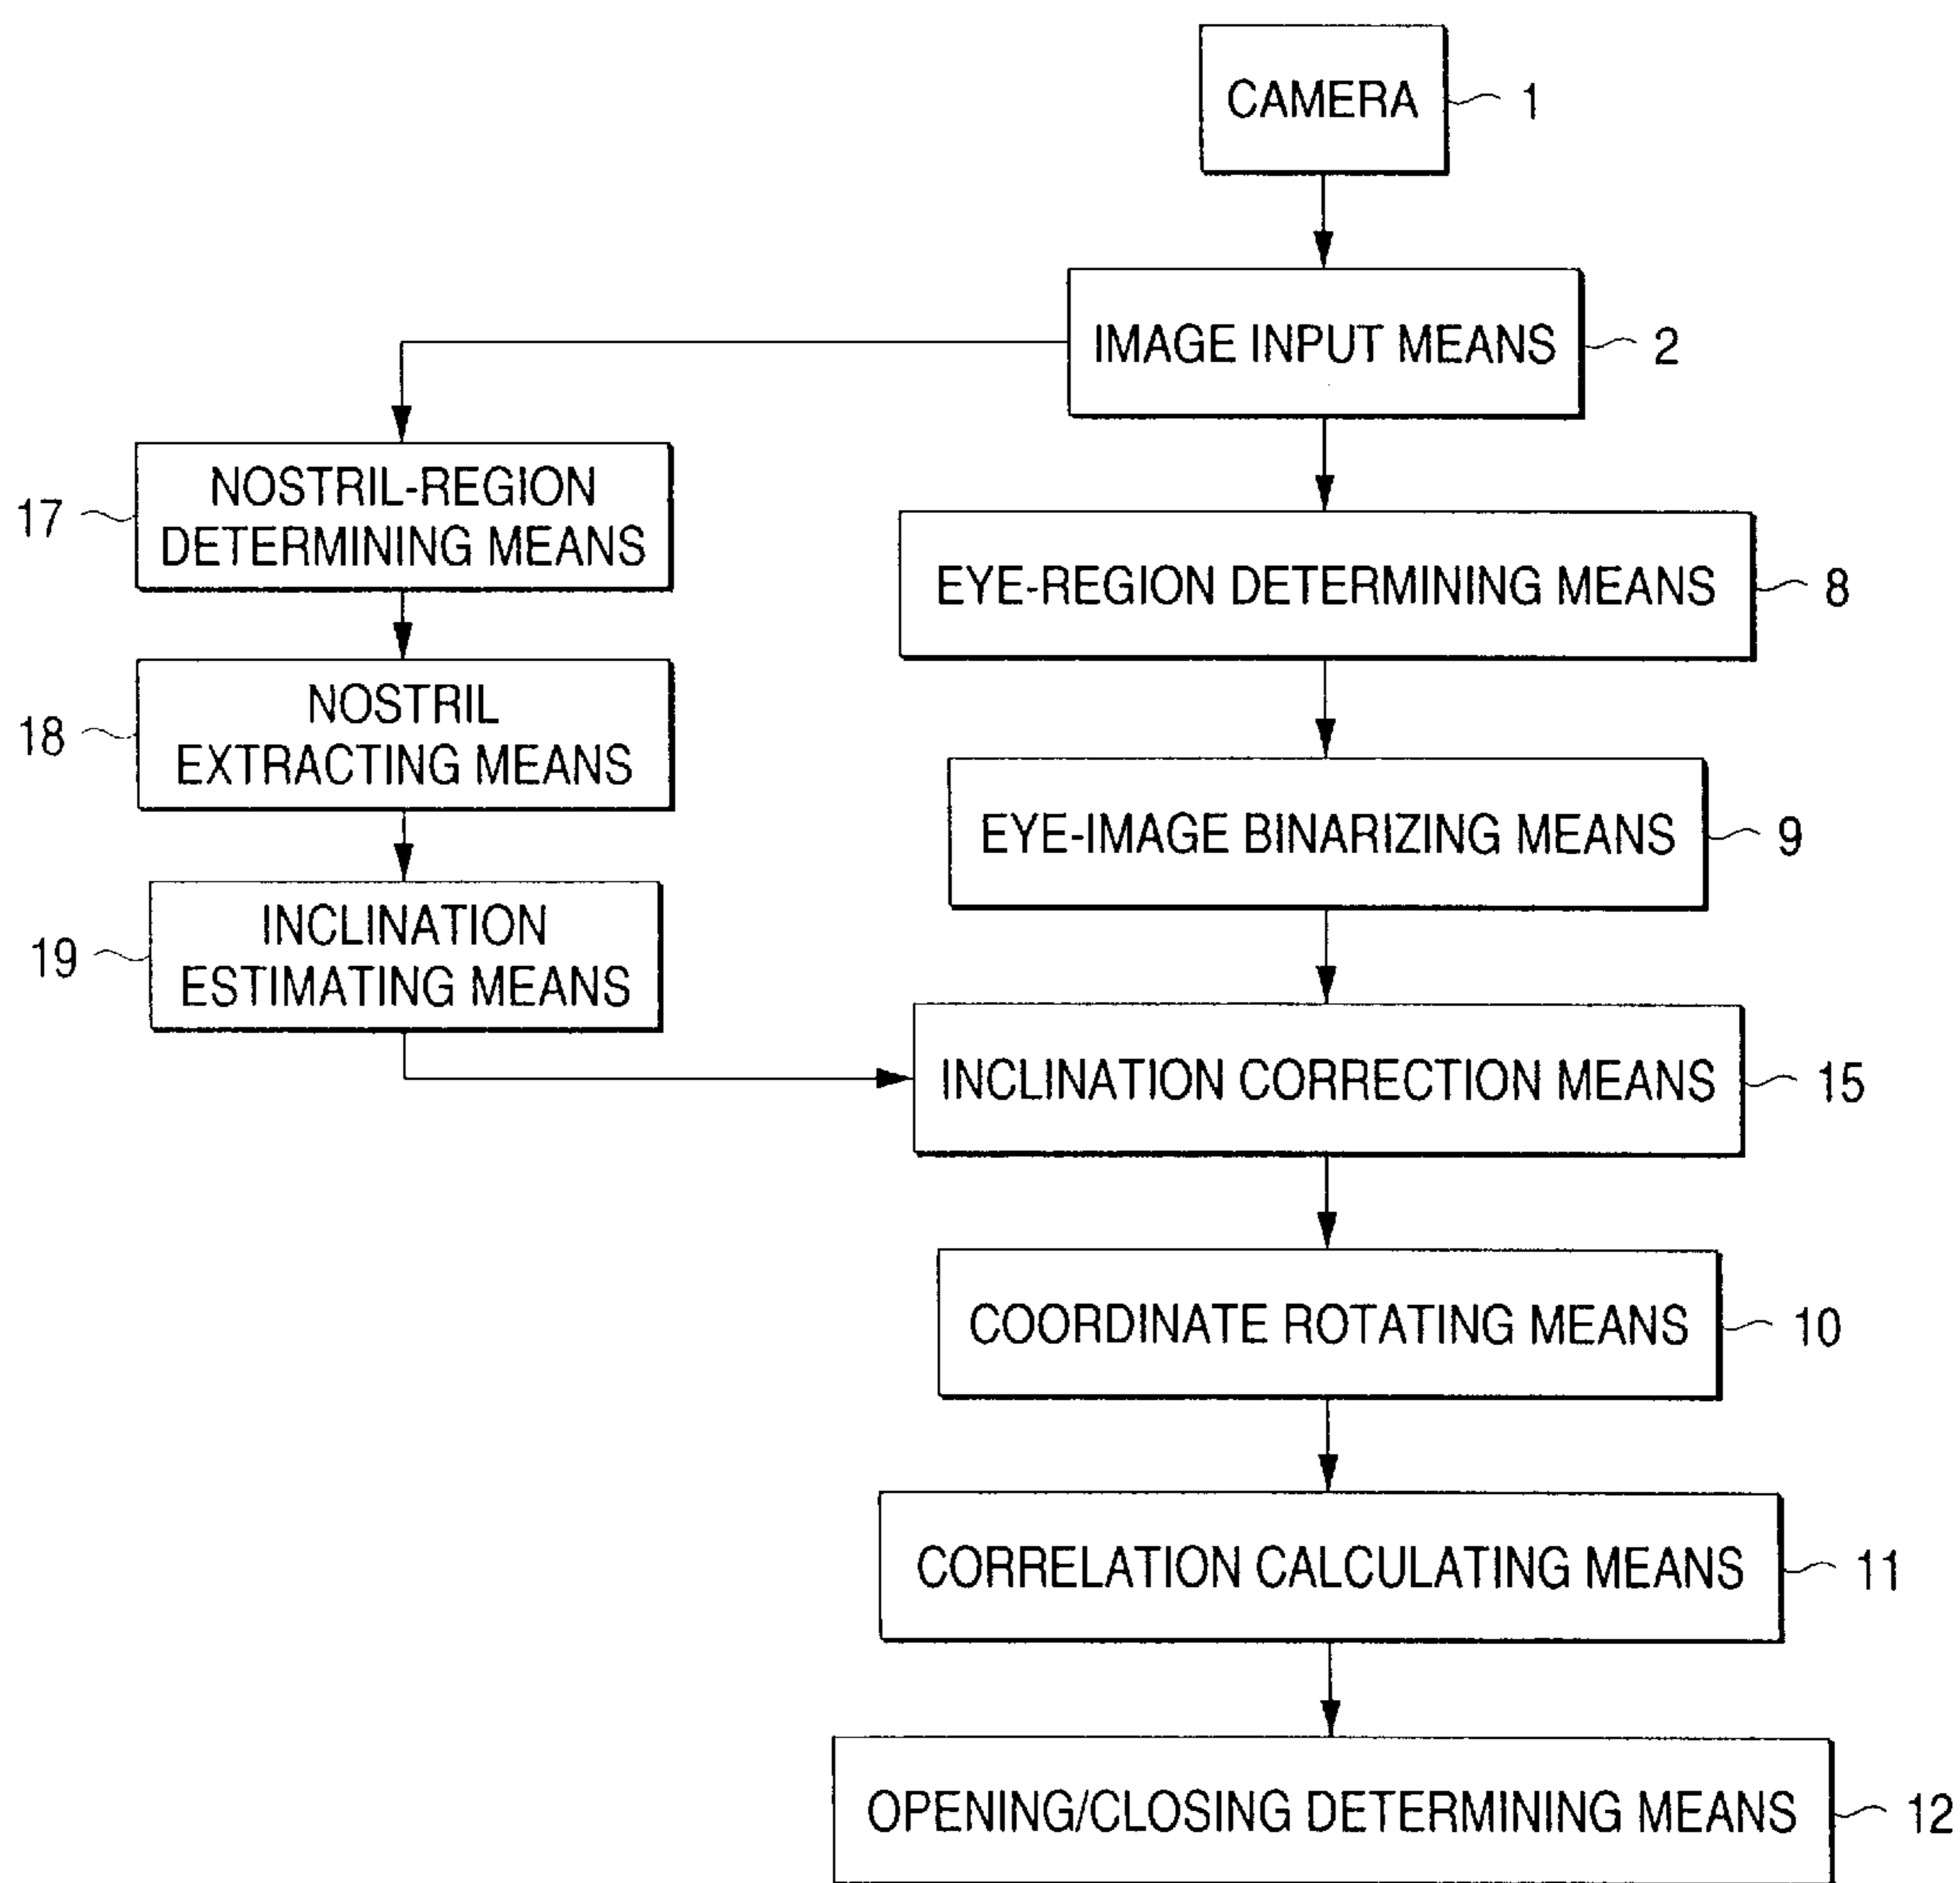 CAMERA
1
IMAGE INPUT MEANS
2
NOSTRIL-REGION
DETERMINING MEANS
17
EYE-REGION DETERMINING MEANS
8
NOSTRIL
EXTRACTING MEANS
18
EYE-IMAGE BINARIZING MEANS
9
INCLINATION
ESTIMATING MEANS
19
INCLINATION CORRECTION MEANS
15
COORDINATE ROTATING MEANS
10
CORRELATION CALCULATING MEANS
11
OPENING/CLOSING DETERMINING MEANS
12